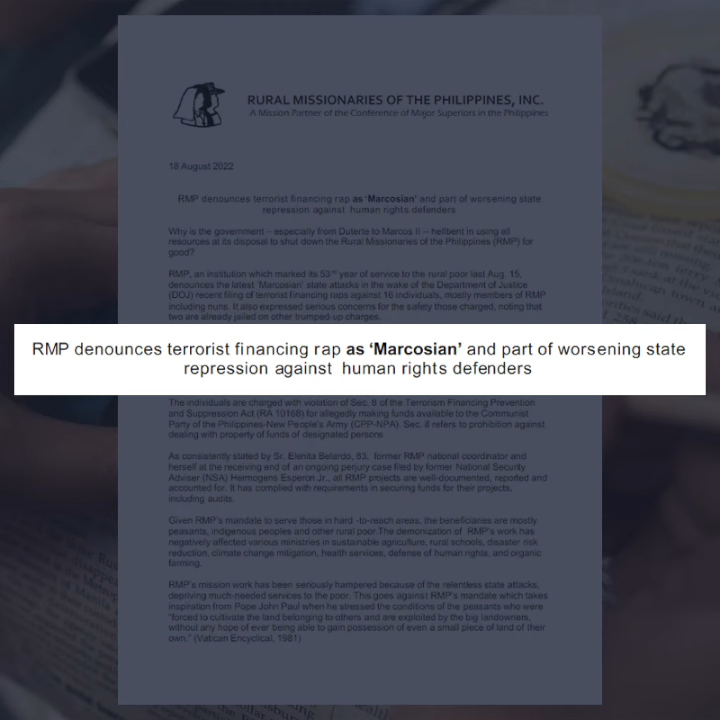 RURAL MISSIONARIES OF THE PHILIPPINES, INC.
A Mission Partner of the Conference of Major Superiors in the Philippines
18 August 2022
RMP denounces terrorist financing rap as 'Marcosian' and part of worsening state
repression against human rights defenders
Why is the government – especially from Duterte to Marcos II – hellbent in using all
resources at its disposal to shut down the Rural Missionaries of the Philippines (RMP) for
good?
RMP, an institution which marked its 53rd year of service to the rural poor last Aug. 15,
denounces the latest 'Marcosian' state attacks in the wake of the Department of Justice
(DOJ) recent filing of terrorist financing raps against 16 individuals, mostly members of RMP
including nuns. It also expressed serious concerns for the safety those charged, noting that
two are already jailed on other trumped-up charges.
RMP denounces terrorist financing rap as ‘Marcosian’ and part of worsening state
repression against human rights defenders
The individuals are charged with violation of Sec. 8 of the Terrorism Financing Prevention
and Suppression Act (RA 10168) for allegedly making funds available to the Communist
Party of the Philippines-New People's Army (CPP-NPA). Sec. 8 refers to prohibition against
dealing with property of funds of designated persons
As consistently stated by Sr. Elenita Belardo, 83, former RMP national coordinator and
herself at the receiving end of an ongoing perjury case filed by former National Security
Adviser (NSA) Hermogens Esperon Jr., all RMP projects are well-documented, reported and
accounted for. It has complied with requirements in securing funds for their projects,
including audits.
Given RMP's mandate to serve those in hard -to-reach areas, the beneficiaries are mostly
peasants, indigenous peoples and other rural poor.The demonization of RMP's work has
negatively affected various ministries in sustainable agriculture, rural schools, disaster risk
reduction, climate change mitigation, health services, defense of human rights, and organic
farming.
RMP's mission work has been seriously hampered because of the relentless state attacks,
depriving much-needed services to the poor. This goes against RMP's mandate which takes
inspiration from Pope John Paul when he stressed the conditions of the peasants who were
"forced to cultivate the land belonging to others and are exploited by the big landowners,
without any hope of ever being able to gain possession of even a small piece of land of their
own." (Vatican Encyclical, 1981)